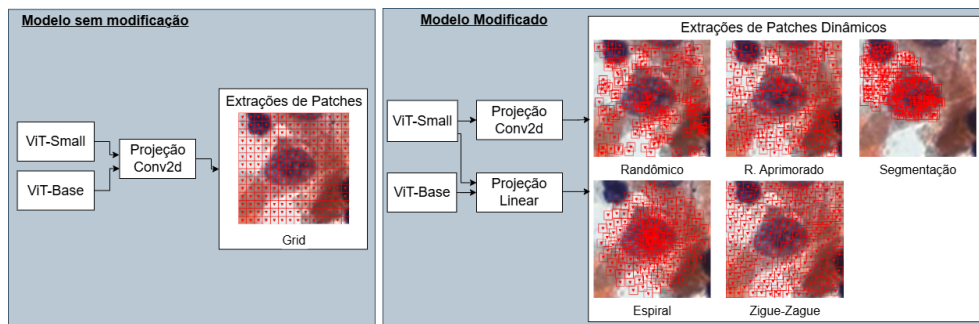 Modelo sem modificação
ViT-Small
ViT-Base
Projeção
Conv2d
Extrações de Patches
Grid
Modelo Modificado
ViT-Small
ViT-Base
Projeção
Conv2d
Projeção
Linear
Extrações de Patches Dinâmicos
Randômico
R. Aprimorado
Segmentação
Espiral
Zigue-Zague